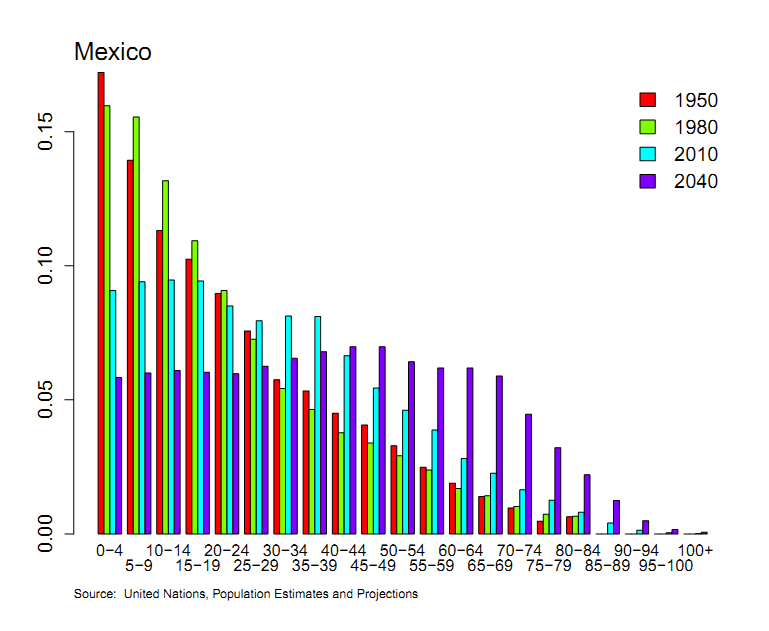 Mexico
1950
1980
2010
2040
0.15
0.10
0.05
0.00
0−4 10−14 20−24 30−34 40−44 50−54 60−64 70−74 80−84 90−94 100+
5−9 15−19 25−29 35−39 45−49 55−59 65−69 75−79 85−89 95−100
Source:  United Nations, Population Estimates and Projections